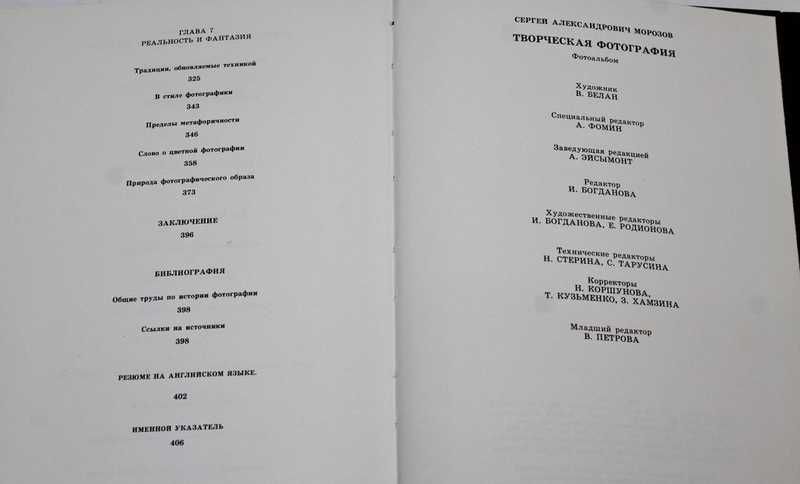 ГЛАВА 7
РЕАЛЬНОСТЬ И ФАНТАЗИЯ
Традиции, обновляемые техникой
325
В стиле фотографики
343
Пределы метафоричности
346
Слово о цветной фотографии
358
Природа фотографического образа
373
ЗАКЛЮЧЕНИЕ
396
БИБЛИОГРАФИЯ
Общие труды по истории фотографии
398
Ссылки на источники
398
РЕЗЮМЕ НА АНГЛИЙСКОМ ЯЗЫКЕ.
402
ИМЕННОЙ УКАЗАТЕЛЬ
406
СЕРГЕЙ АЛЕКСАНДРОВИЧ МОРОЗОВ
ТВОРЧЕСКАЯ ФОТОГРАФИЯ
Фотоальбом
Художник
В. БЕЛАН
Специальный редактор
А. ФОМИН
Заведующая редакцией
А. ЭЙСЫМОНТ
Редактор
И. БОГДАНОВА
Художественные редакторы
И. БОГДАНОВА, Е. РОДИОНОВА
Технические редакторы
Н. СТЕРИНА, С. ТАРУСИНА
Корректоры
Н. КОРШУНОВА,
Т. КУЗЬМЕНКО, З. ХАМЗИНА
Младший редактор
В. ПЕТРОВА